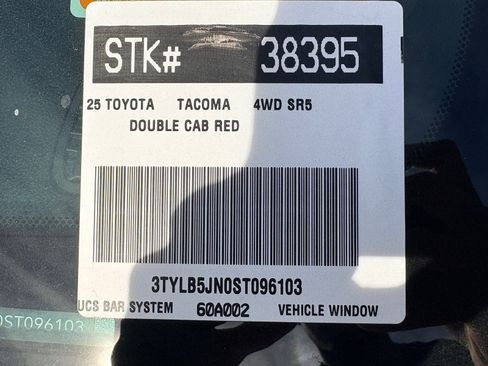 STK# 38395
25 TOYOTA TACOMA 4WD SR5
DOUBLE CAB RED
3TYLB5JN0ST096103
UCS BAR SYSTEM 60A002 VEHICLE WINDOW
0ST096103